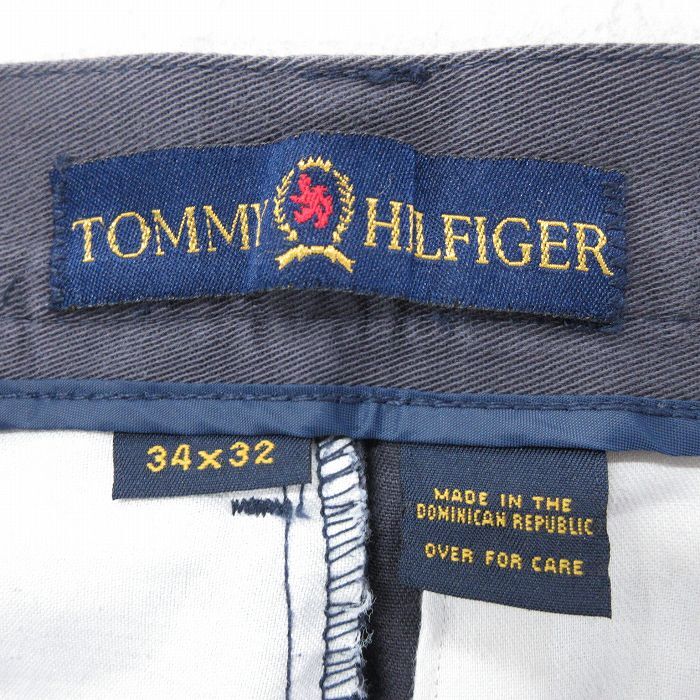 TOMMY HILFIGER
34x32
MADE IN THE
DOMINICAN REPUBLIC
OVER FOR CARE